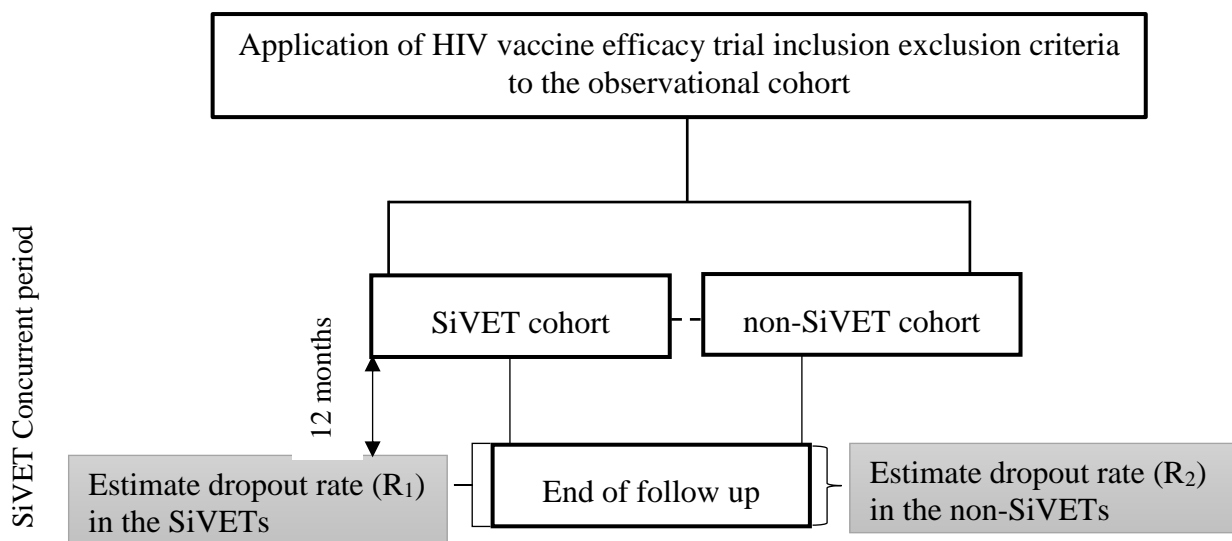 Application of HIV vaccine efficacy trial inclusion exclusion criteria
to the observational cohort
SiVET Concurrent period
SiVET cohort
non-SiVET cohort
12 months
Estimate dropout rate (R₁)
in the SiVETs
End of follow up
Estimate dropout rate (R₂)
in the non-SiVETs